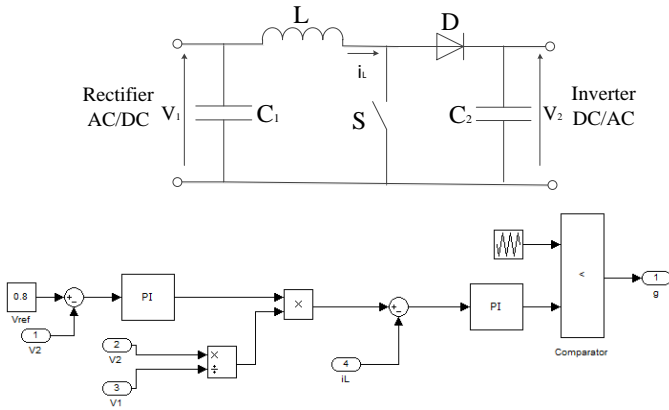 L
D
iL
Rectifier
AC/DC
V1
C1
S
C2
V2
Inverter
DC/AC
0.8
Vref
1
V2
+
−
PI
2
V2
3
V1
×
÷
×
+
−
4
iL
PI
<
Comparator
1
g